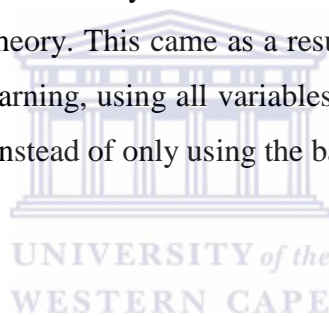 heory. This came as a resu
arning, using all variables
nstead of only using the ba
UNIVERSITY of the
WESTERN CAPE